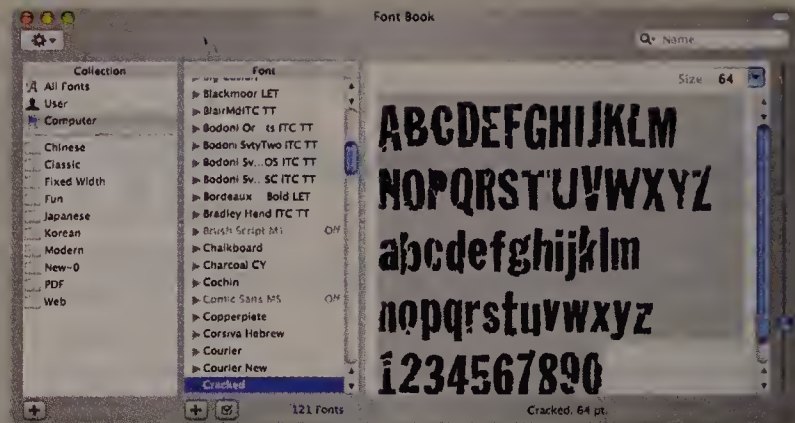 Font Book
Name
Collection
All Fonts
User
Computer
Chinese
Classic
Fixed Width
Fun
Japanese
Korean
Modern
New~0
PDF
Web
Font
Blackmoor LET
BlairMdITC TT
Bodoni Or ts ITC TT
Bodoni SvtyTwo ITC TT
Bodoni Sv...OS ITC TT
Bodoni Sv... SC ITC TT
Bordeaux Bold LET
Bradley Hand ITC TT
Brush Script MT Off
Chalkboard
Charcoal CY
Cochin
Comic Sans MS Off
Copperplate
Corsiva Hebrew
Courier
Courier New
Cracked
121 Fonts
Size 64
ABCDEFGHIJKLM
NOPQRSTUVWXYZ
abcdefghijklm
nopqrstuvwxyz
1234567890
Cracked, 64 pt.